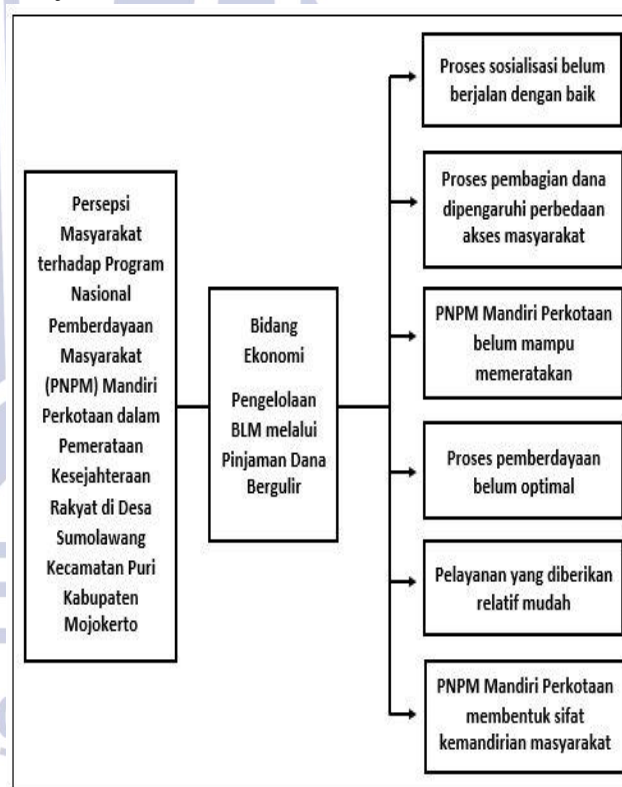 Persepsi
Masyarakat
terhadap Program
Nasional
Pemberdayaan
Masyarakat
(PNPM) Mandiri
Perkotaan dalam
Pemerataan
Kesejahteraan
Rakyat di Desa
Sumolawang
Kecamatan Puri
Kabupaten
Mojokerto
Bidang
Ekonomi
Pengelolaan
BLM melalui
Pinjaman Dana
Bergulir
Proses sosialisasi belum
berjalan dengan baik
Proses pembagian dana
dipengaruhi perbedaan
akses masyarakat
PNPM Mandiri Perkotaan
belum mampu
memeratakan
Proses pemberdayaan
belum optimal
Pelayanan yang diberikan
relatif mudah
PNPM Mandiri Perkotaan
membentuk sifat
kemandirian masyarakat